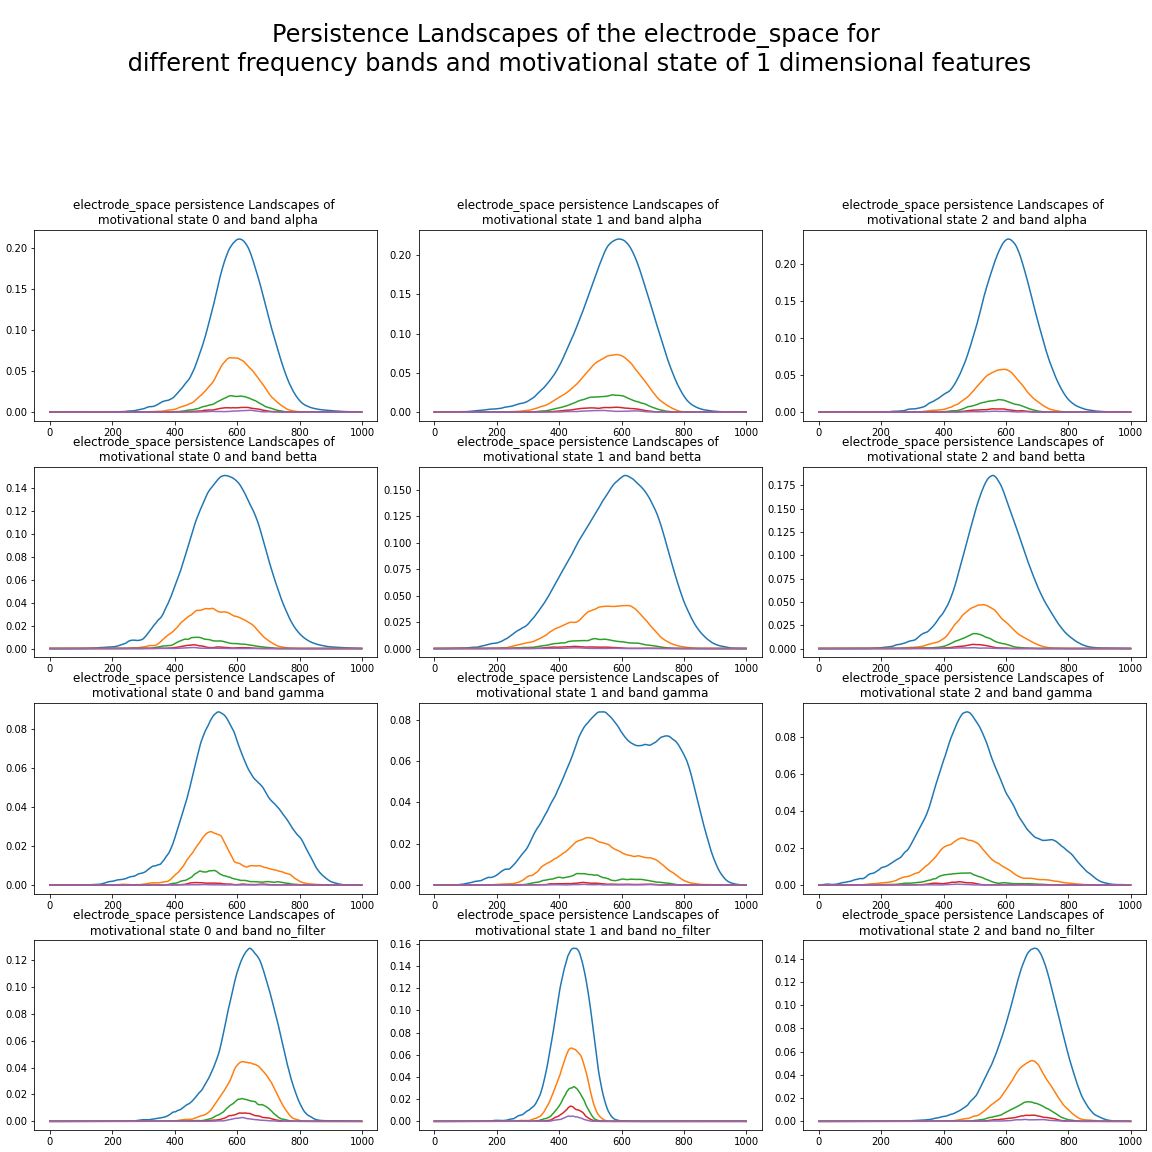 Persistence Landscapes of the electrode_space for
different frequency bands and motivational state of 1 dimensional features
electrode_space persistence Landscapes of
motivational state 0 and band alpha
0.20
0.15
0.10
0.05
0.00
0 200 400 600 800 1000
electrode_space persistence Landscapes of
motivational state 1 and band alpha
0.20
0.15
0.10
0.05
0.00
0 200 400 600 800 1000
electrode_space persistence Landscapes of
motivational state 2 and band alpha
0.20
0.15
0.10
0.05
0.00
0 200 400 600 800 1000
electrode_space persistence Landscapes of
motivational state 0 and band betta
0.14
0.12
0.10
0.08
0.06
0.04
0.02
0.00
0 200 400 600 800 1000
electrode_space persistence Landscapes of
motivational state 1 and band betta
0.150
0.125
0.100
0.075
0.050
0.025
0.000
0 200 400 600 800 1000
electrode_space persistence Landscapes of
motivational state 2 and band betta
0.175
0.150
0.125
0.100
0.075
0.050
0.025
0.000
0 200 400 600 800 1000
electrode_space persistence Landscapes of
motivational state 0 and band gamma
0.08
0.06
0.04
0.02
0.00
0 200 400 600 800 1000
electrode_space persistence Landscapes of
motivational state 1 and band gamma
0.08
0.06
0.04
0.02
0.00
0 200 400 600 800 1000
electrode_space persistence Landscapes of
motivational state 2 and band gamma
0.08
0.06
0.04
0.02
0.00
0 200 400 600 800 1000
electrode_space persistence Landscapes of
motivational state 0 and band no_filter
0.12
0.10
0.08
0.06
0.04
0.02
0.00
0 200 400 600 800 1000
electrode_space persistence Landscapes of
motivational state 1 and band no_filter
0.16
0.14
0.12
0.10
0.08
0.06
0.04
0.02
0.00
0 200 400 600 800 1000
electrode_space persistence Landscapes of
motivational state 2 and band no_filter
0.14
0.12
0.10
0.08
0.06
0.04
0.02
0.00
0 200 400 600 800 1000